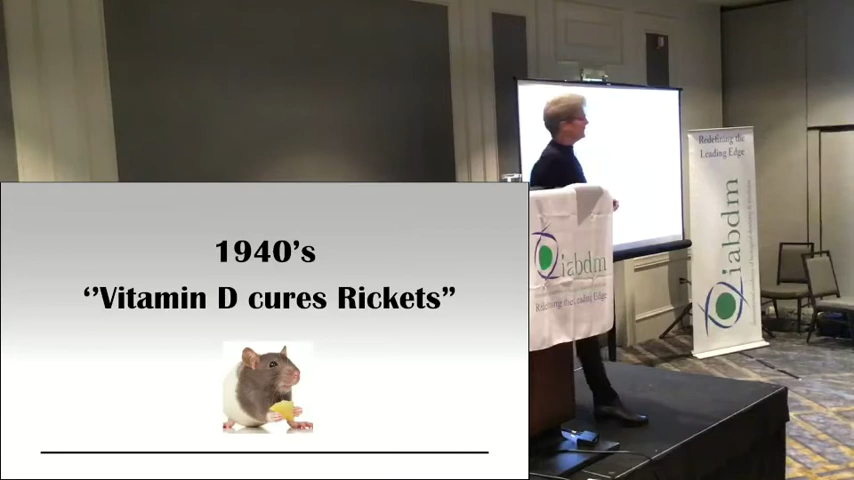 1940's
‘’Vitamin D cures Rickets”
iabdm
Redefining the Leading Edge
Redefining the
Leading Edge
iabdm